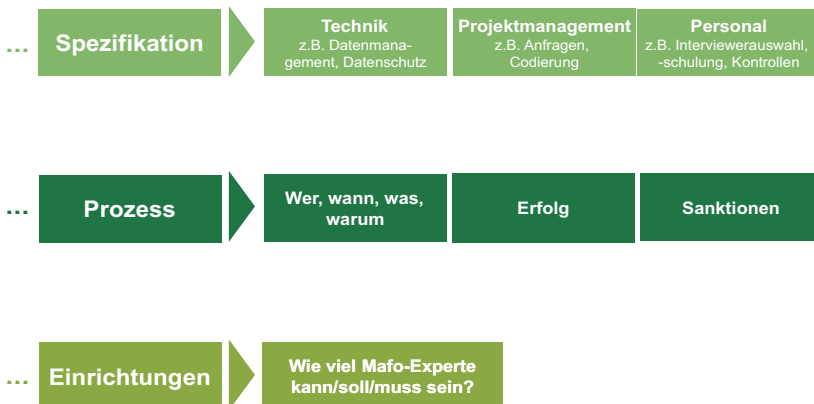 ... Spezifikation
Technik
z.B. Datenmana-
gement, Datenschutz
Projektmanagement
z.B. Anfragen,
Codierung
Personal
z.B. Interviewerauswahl,
-schulung, Kontrollen
... Prozess
Wer, wann, was,
warum
Erfolg
Sanktionen
... Einrichtungen
Wie viel Mafo-Experte
kann/soll/muss sein?